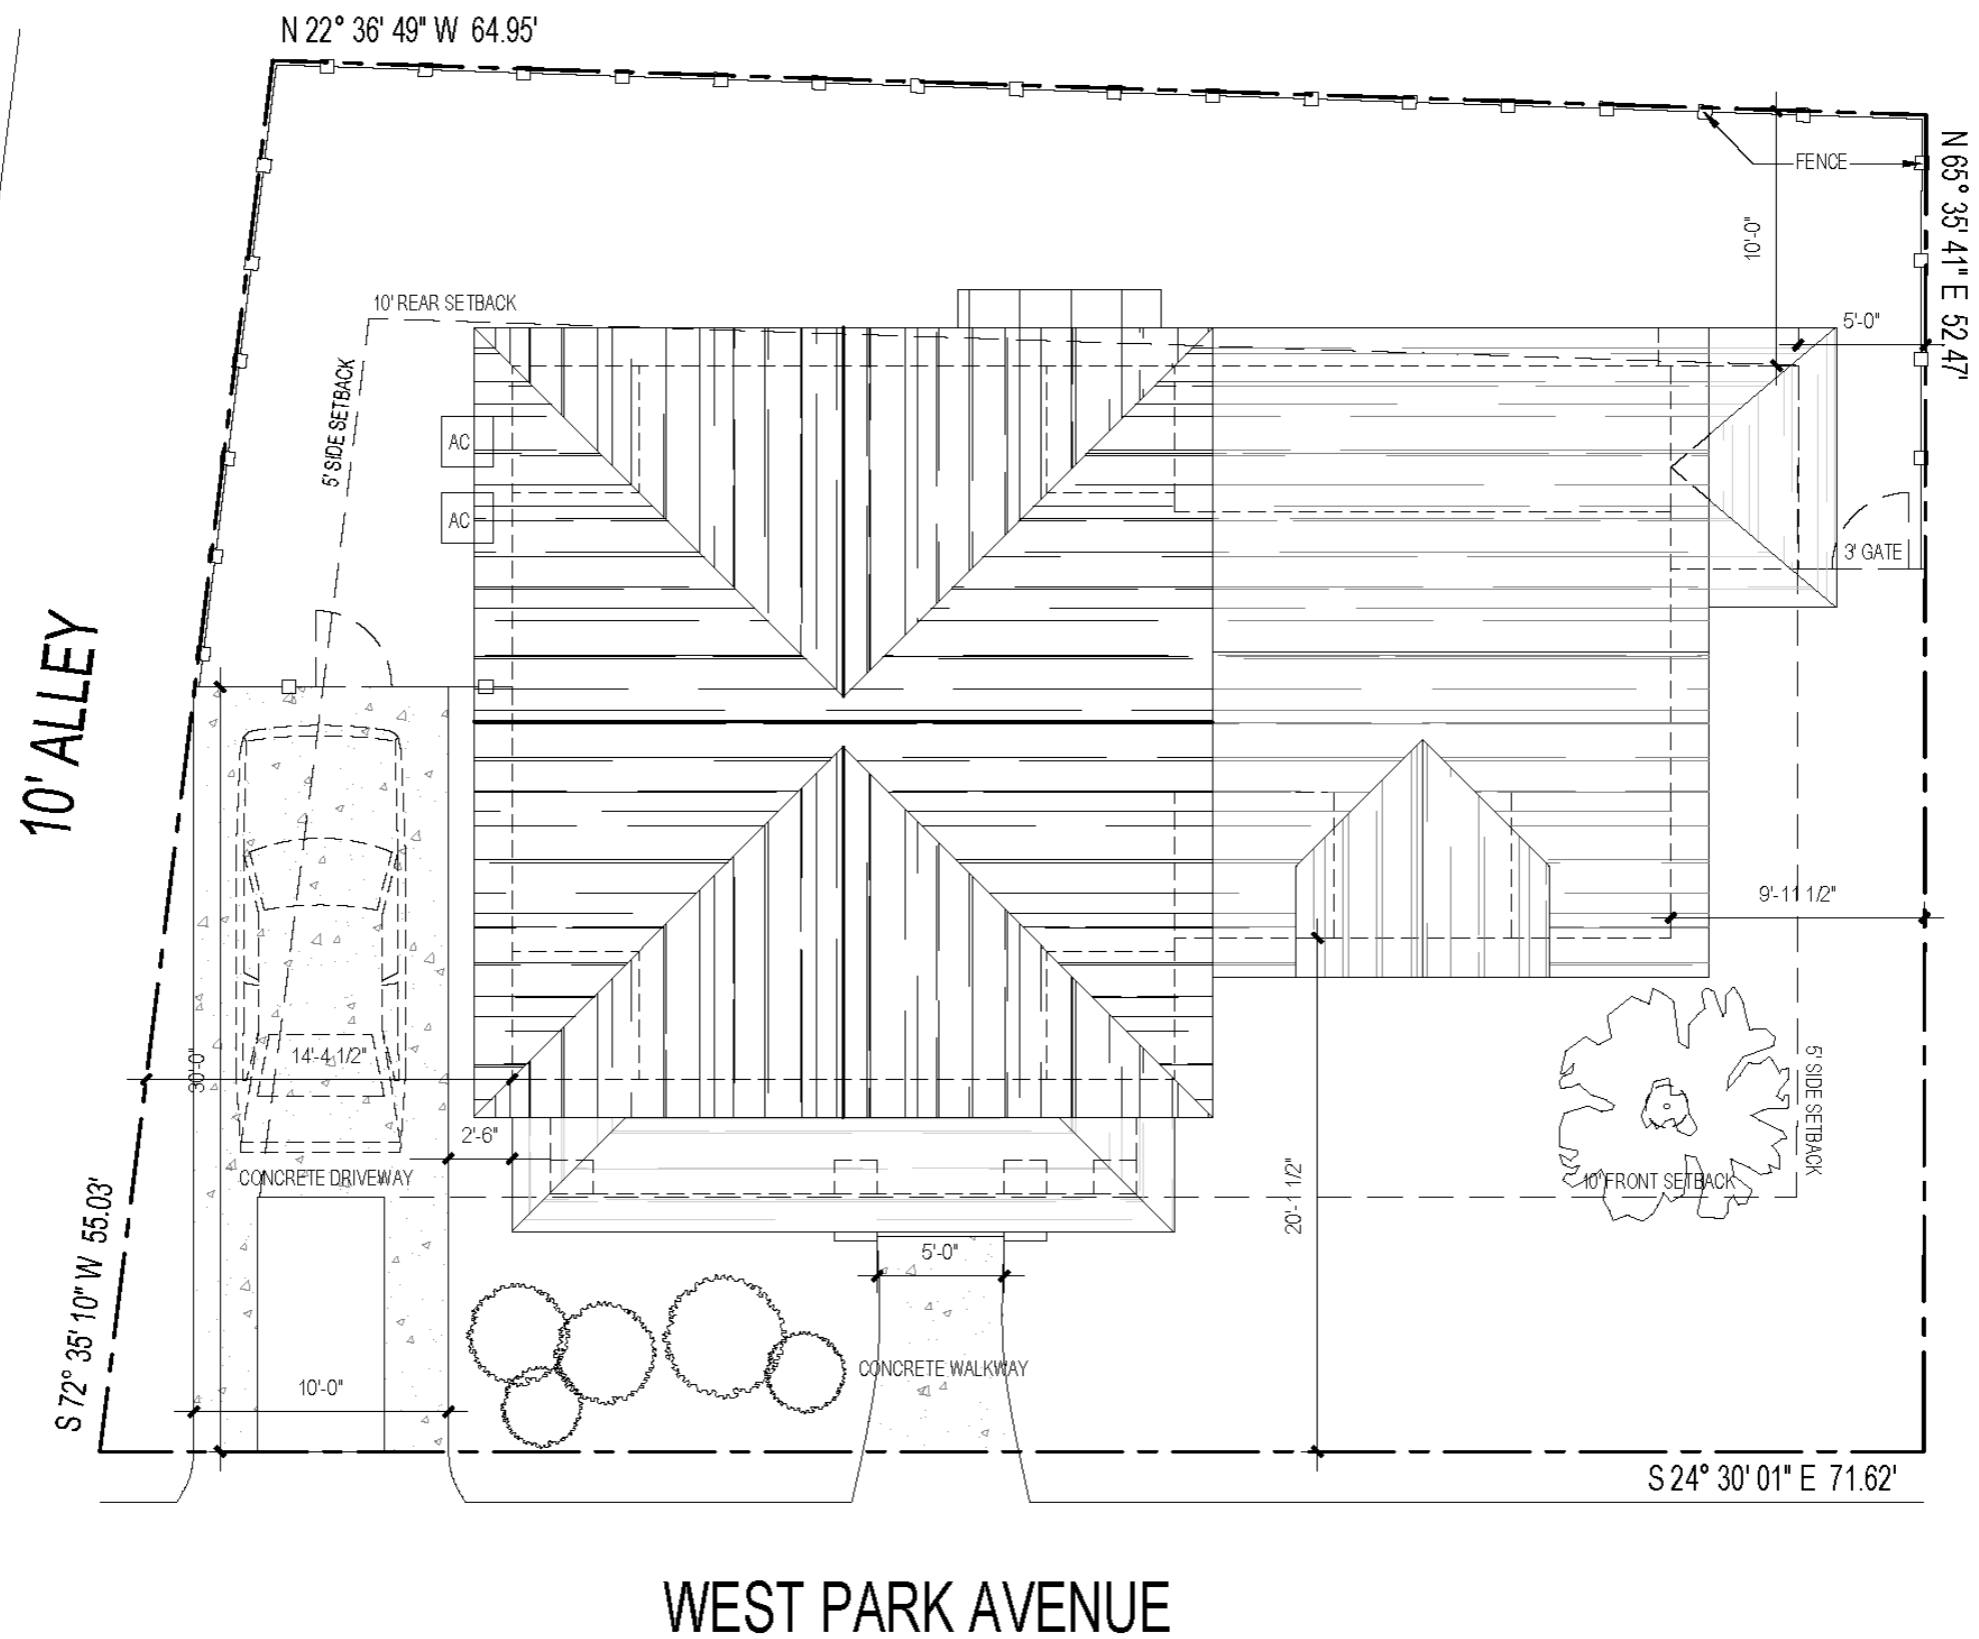 N 22° 36' 49" W 64.95'
FENCE
N 65° 35' 41" E 52.47'
10'-0"
10' REAR SETBACK
5'-0"
5' SIDE SETBACK
AC
AC
3' GATE
10' ALLEY
9'-11 1/2"
14'-4 1/2"
30'-0"
2'-6"
5' SIDE SETBACK
CONCRETE DRIVEWAY
10' FRONT SETBACK
20'-1 1/2"
S 72° 35' 10" W 55.03'
5'-0"
CONCRETE WALKWAY
10'-0"
S 24° 30' 01" E 71.62'
WEST PARK AVENUE